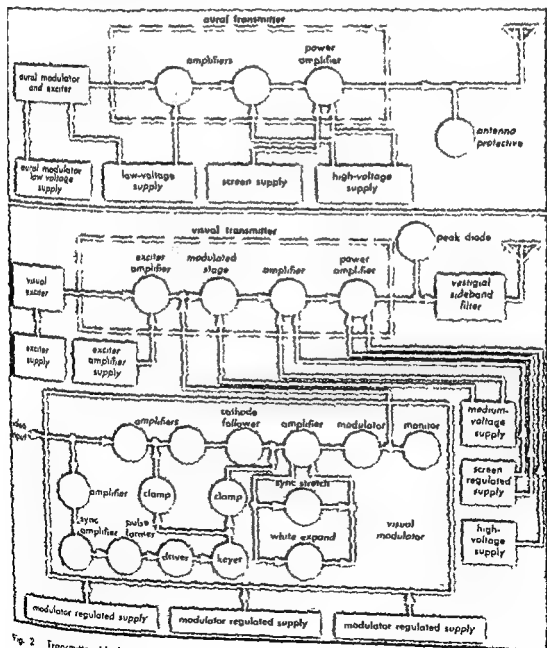 aural transmitter
amplifiers
power
amplifier
aural modulator
and exciter
antenna
protective
aural modulator
low voltage
supply
low-voltage
supply
screen supply
high-voltage
supply
visual transmitter
peak diode
exciter
amplifier
modulated
stage
amplifier
power
amplifier
visual
exciter
vestigial
sideband
filter
exciter
supply
exciter
amplifier
supply
medium-
voltage
supply
video
input
amplifiers
cathode
follower
amplifier
modulator
monitor
screen
regulated
supply
amplifier
clamp
clamp
sync stretch
sync
amplifier
pulse
former
driver
keyer
white expand
visual
modulator
high-
voltage
supply
modulator regulated supply
modulator regulated supply
modulator regulated supply
Fig. 2